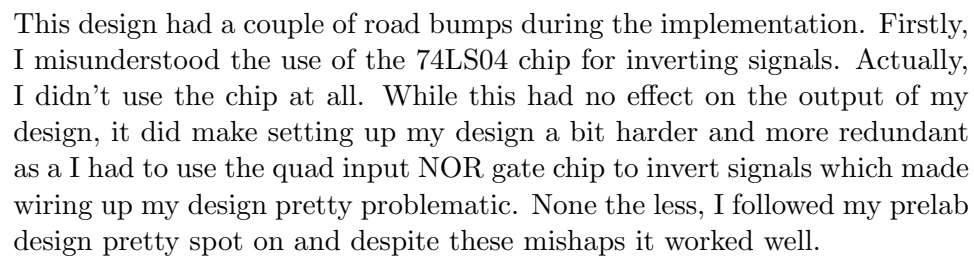 This design had a couple of road bumps during the implementation. Firstly,
I misunderstood the use of the 74LS04 chip for inverting signals. Actually,
I didn't use the chip at all. While this had no effect on the output of my
design, it did make setting up my design a bit harder and more redundant
as a I had to use the quad input NOR gate chip to invert signals which made
wiring up my design pretty problematic. None the less, I followed my prelab
design pretty spot on and despite these mishaps it worked well.